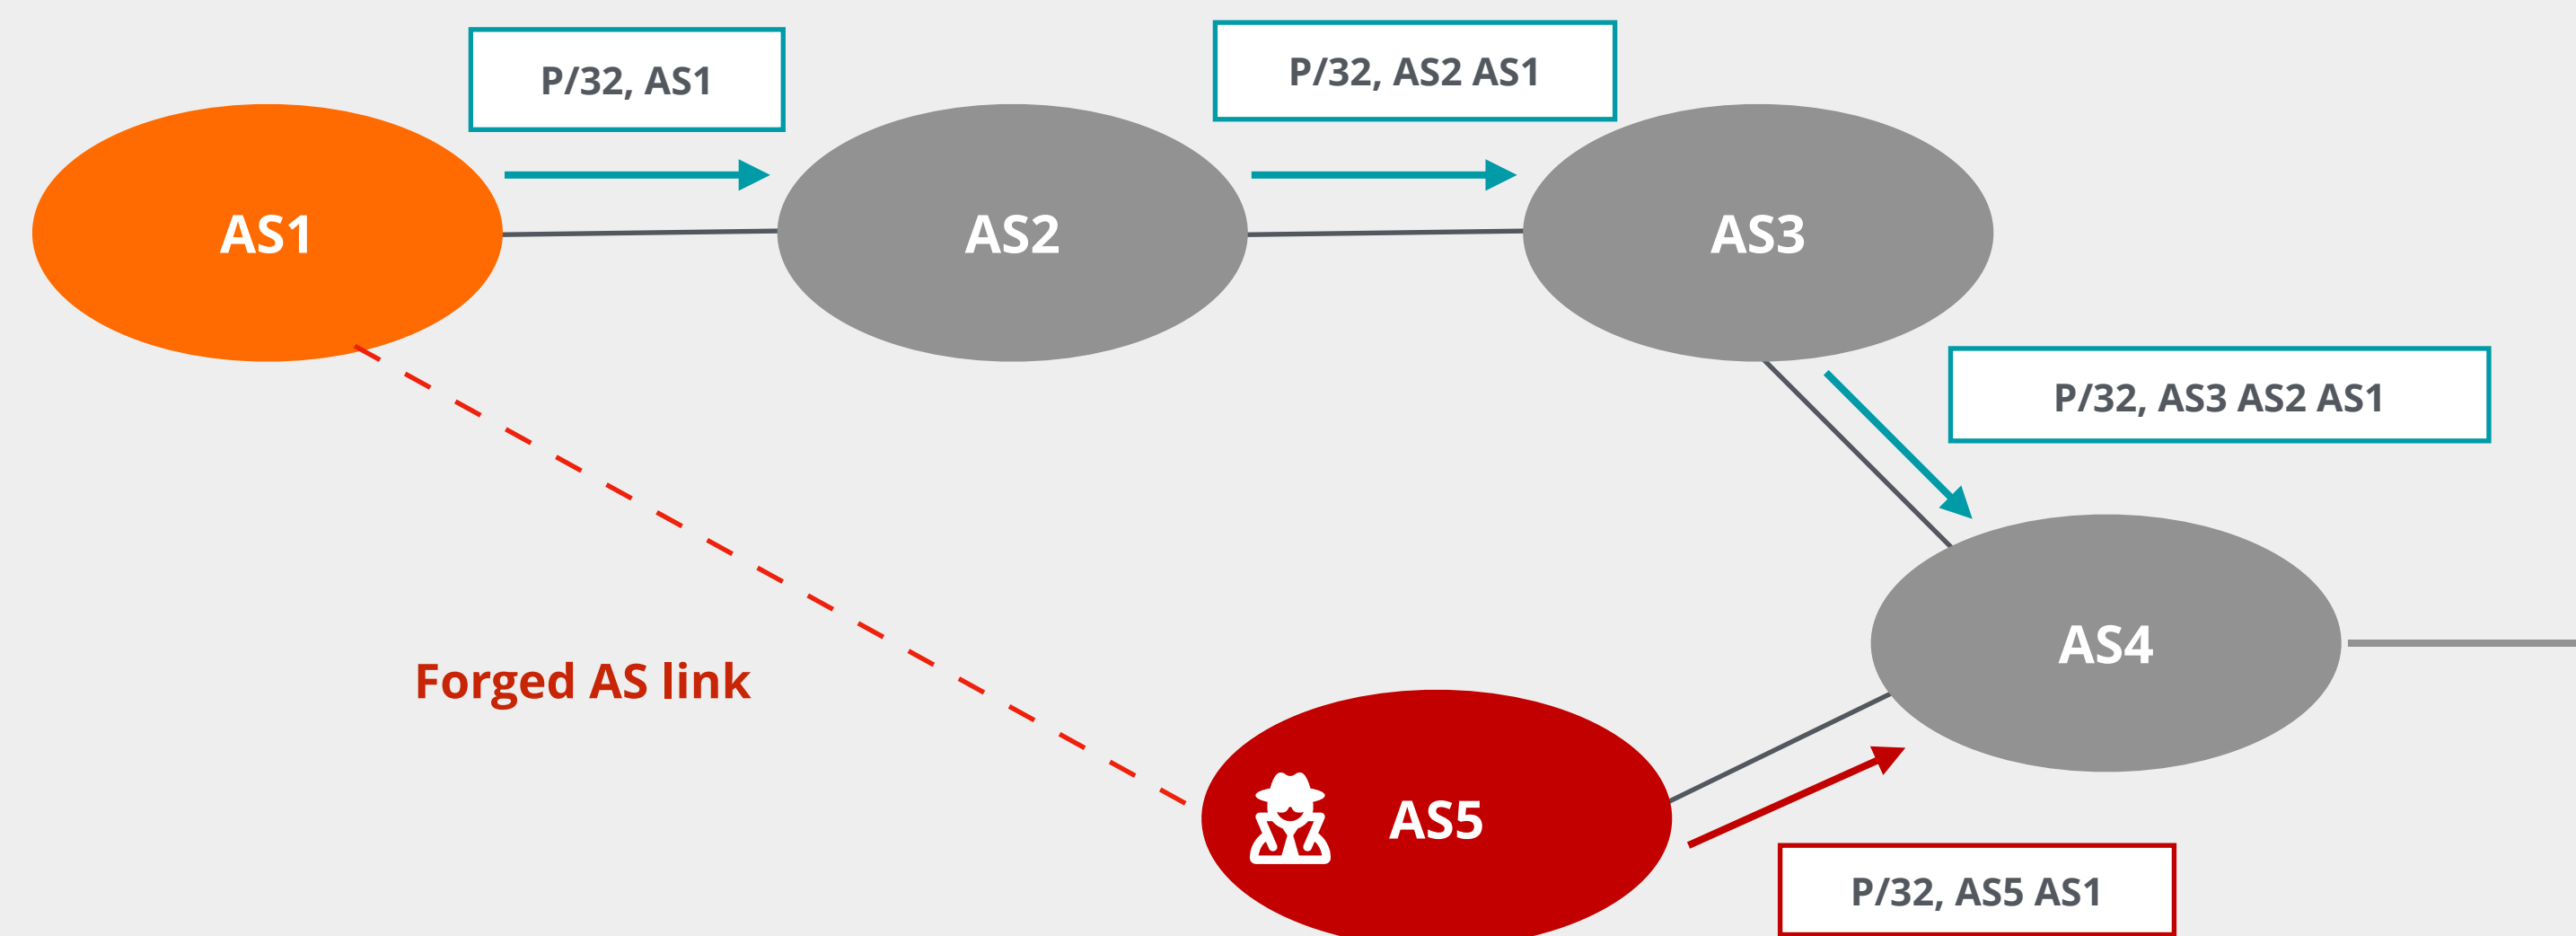 P/32, AS1
P/32, AS2 AS1
AS1
AS2
AS3
P/32, AS3 AS2 AS1
AS4
Forged AS link
AS5
P/32, AS5 AS1